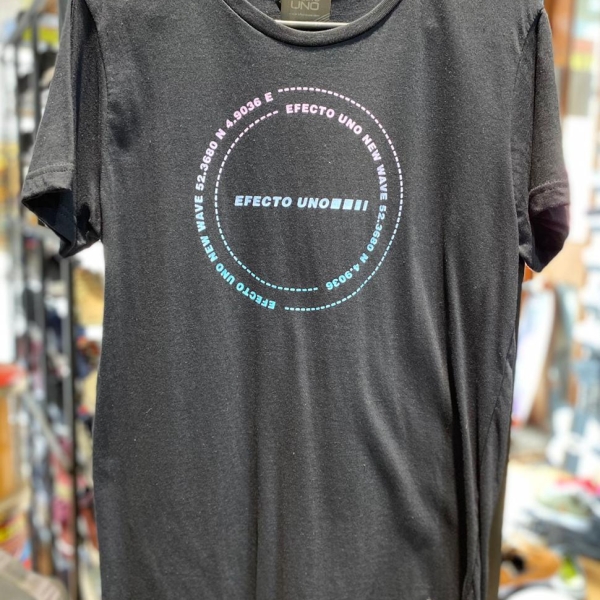 UNO
EFECTO UNO NEW WAVE 52.3680 N 4.9036 E
EFECTO UNO NEW WAVE 52.3680 N 4.9036
EFECTO UNO